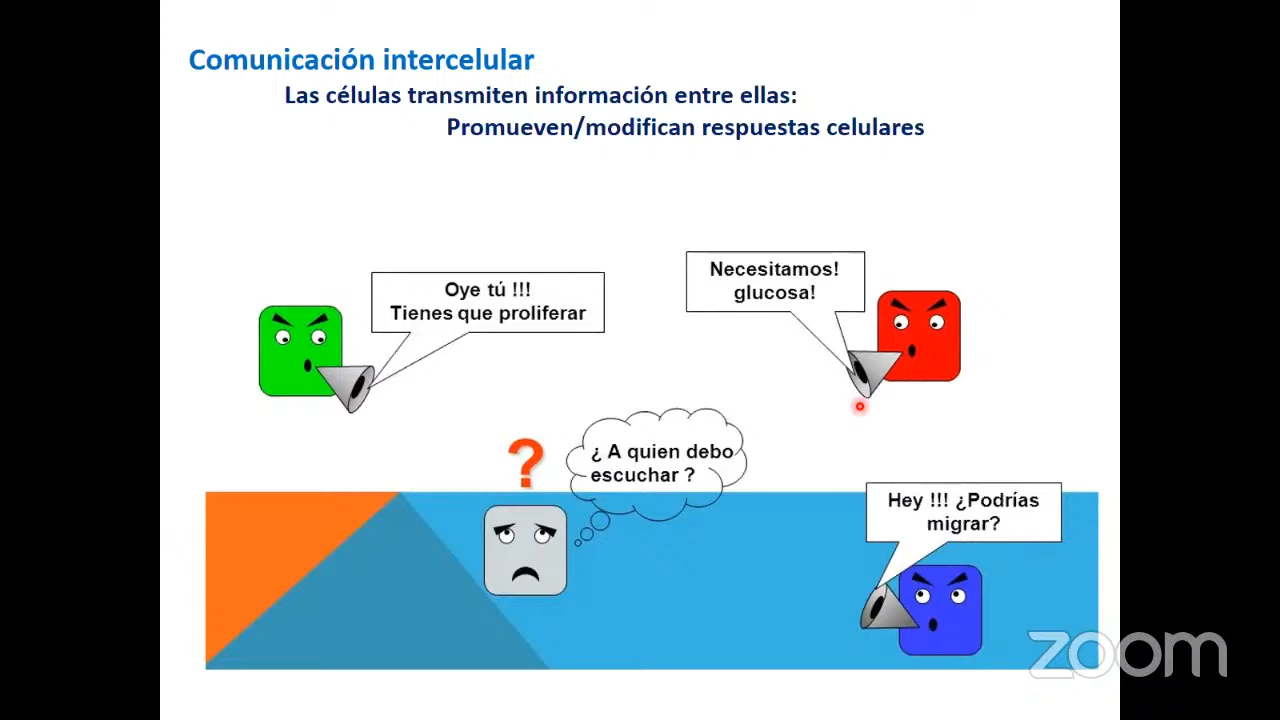 Comunicación intercelular
Las células transmiten información entre ellas:
Promueven/modifican respuestas celulares
Necesitamos!
glucosa!
Oye tú !!!
Tienes que proliferar
?
¿ A quien debo
escuchar ?
Hey !!! ¿Podrías
migrar?
zoom